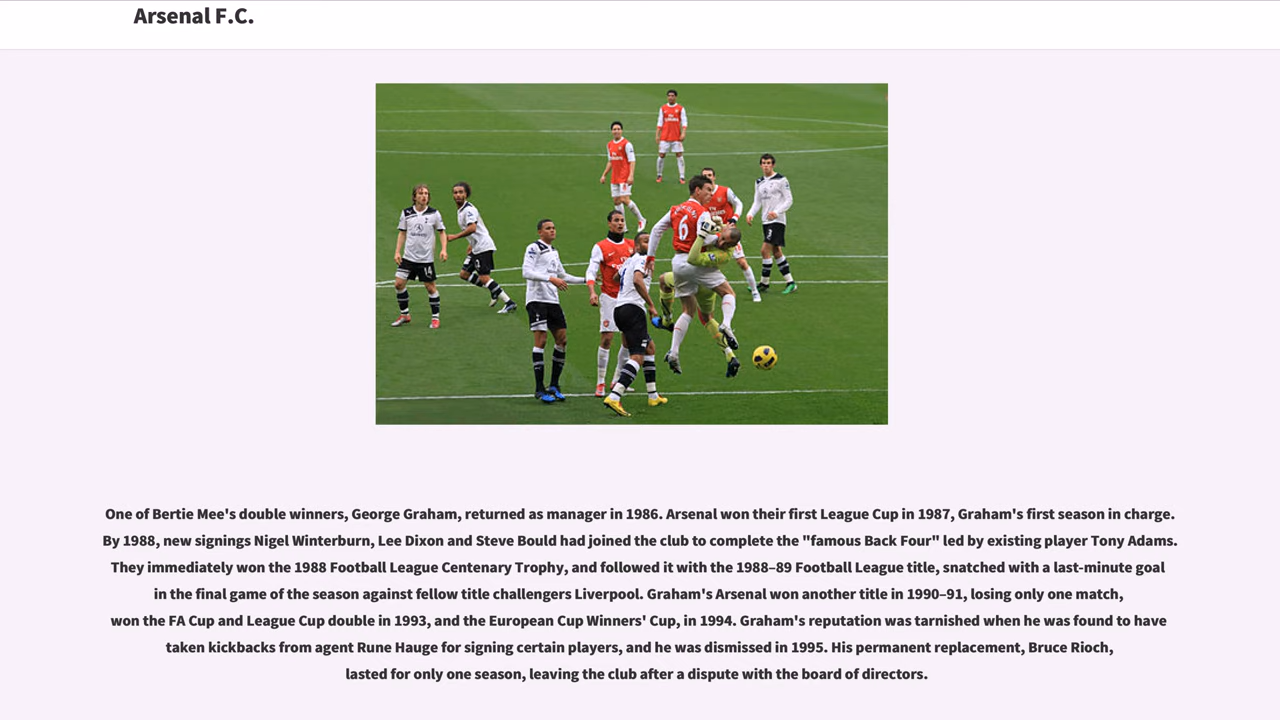 Arsenal F.C.
6
14
3
One of Bertie Mee's double winners, George Graham, returned as manager in 1986. Arsenal won their first League Cup in 1987, Graham's first season in charge.
By 1988, new signings Nigel Winterburn, Lee Dixon and Steve Bould had joined the club to complete the "famous Back Four" led by existing player Tony Adams.
They immediately won the 1988 Football League Centenary Trophy, and followed it with the 1988–89 Football League title, snatched with a last-minute goal
in the final game of the season against fellow title challengers Liverpool. Graham's Arsenal won another title in 1990–91, losing only one match,
won the FA Cup and League Cup double in 1993, and the European Cup Winners' Cup, in 1994. Graham's reputation was tarnished when he was found to have
taken kickbacks from agent Rune Hauge for signing certain players, and he was dismissed in 1995. His permanent replacement, Bruce Rioch,
lasted for only one season, leaving the club after a dispute with the board of directors.